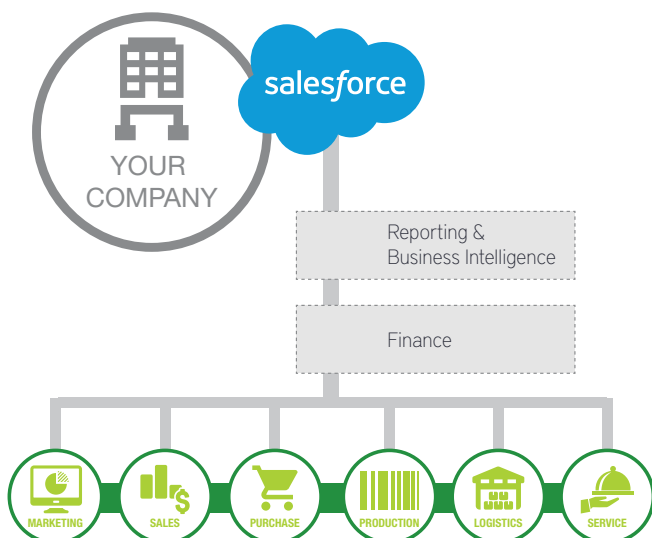 salesforce
YOUR
COMPANY
Reporting &
Business Intelligence
Finance
MARKETING
SALES
PURCHASE
PRODUCTION
LOGISTICS
SERVICE